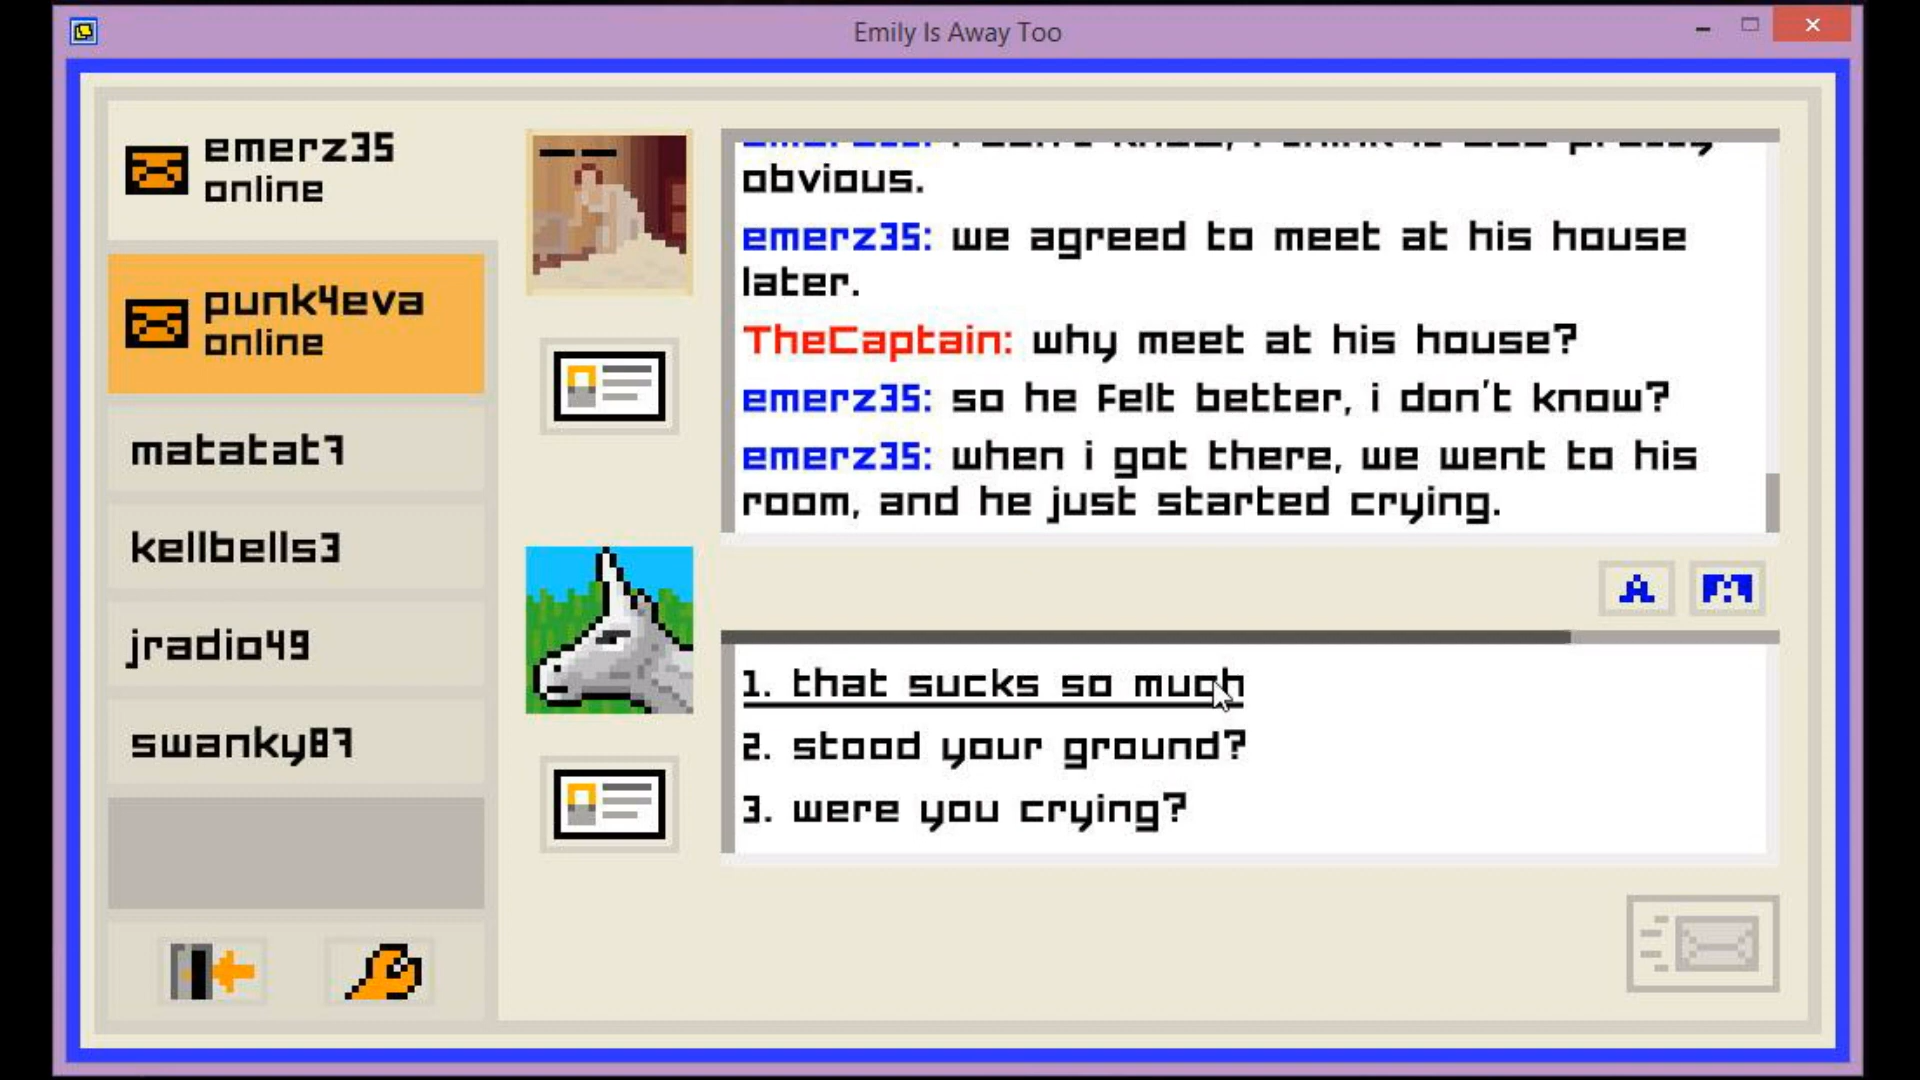 Emily Is Away Too
emerz35
online
punk4eva
online
matatat7
kellbells3
jradio49
swanky87
obvious.
emerz35: we agreed to meet at his house
later.
TheCaptain: why meet at his house?
emerz35: so he felt better, i don't know?
emerz35: when i got there, we went to his
room, and he just started crying.
A
1. that sucks so much
2. stood your ground?
3. were you crying?